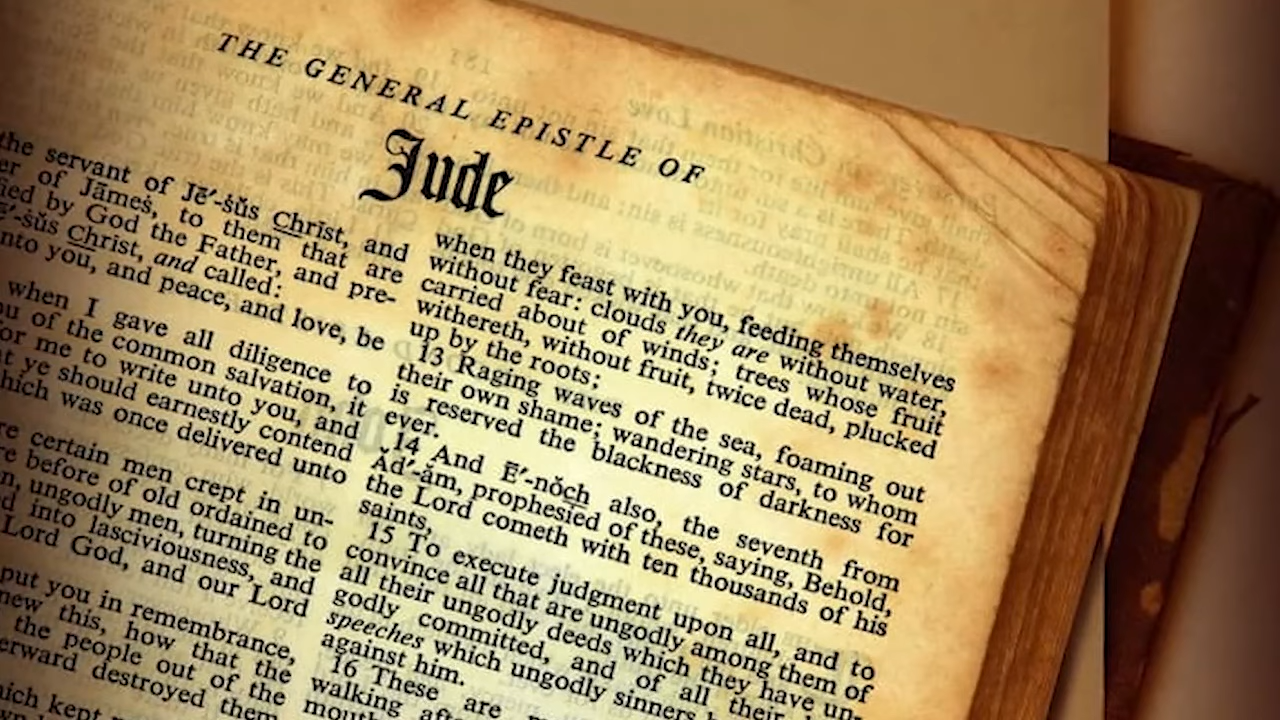 THE GENERAL EPISTLE OF
Jude
the servant of Jē′-ṡŭs Chrīst, and
er of Jāmeṡ, to them that are
fied by God the Father, and pre-
ē′-ṡŭs Christ, and called:
nto you, and peace, and love, be
when I gave all diligence to
ou of the common salvation, it
for me to write unto you, and
at ye should earnestly contend
hich was once delivered unto
re certain men crept in un-
re before of old ordained to
n, ungodly men, turning the
d into lasciviousness, and
Lord God, and our Lord
put you in remembrance,
new this, how that the
the people out of the
erward destroyed them
hich kept
when they feast with you, feeding themselves
without fear: clouds they are without water,
carried about of winds; trees whose fruit
withereth, without fruit, twice dead, plucked
up by the roots;
13 Raging waves of the sea, foaming out
their own shame; wandering stars, to whom
is reserved the blackness of darkness for
ever.
14 And Ē′-nŏch also, the seventh from
Ăd′-ăm, prophesied of these, saying, Behold,
the Lord cometh with ten thousands of his
saints,
15 To execute judgment upon all, and to
convince all that are ungodly among them of
all their ungodly deeds which they have un-
godly committed, and of all their
speeches which ungodly sinners
against him.
16 These are
walking